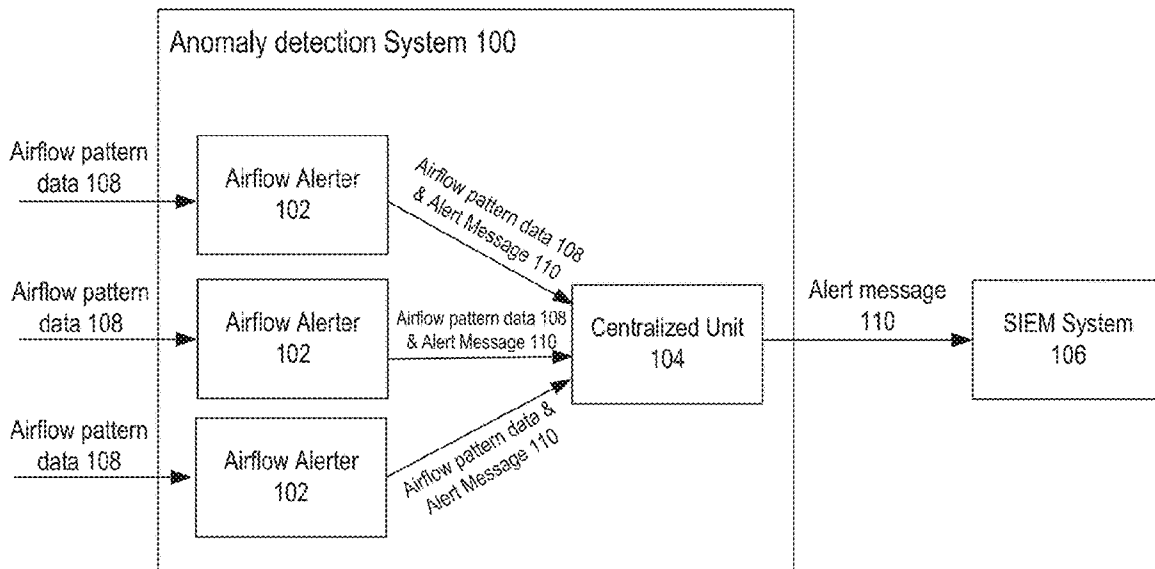 Anomaly detection System 100
Airflow pattern
data 108
Airflow Alerter
102
Airflow pattern data 108
& Alert Message 110
Airflow pattern
data 108
Airflow Alerter
102
Airflow pattern data 108
& Alert Message 110
Centralized Unit
104
Alert message
110
SIEM System
106
Airflow pattern
data 108
Airflow Alerter
102
Airflow pattern data &
Alert Message 110